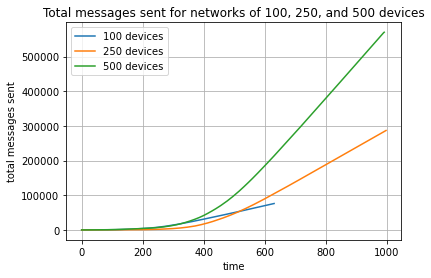 Total messages sent for networks of 100, 250, and 500 devices
100 devices
250 devices
500 devices
500000
400000
300000
200000
100000
0
total messages sent
0 200 400 600 800 1000
time